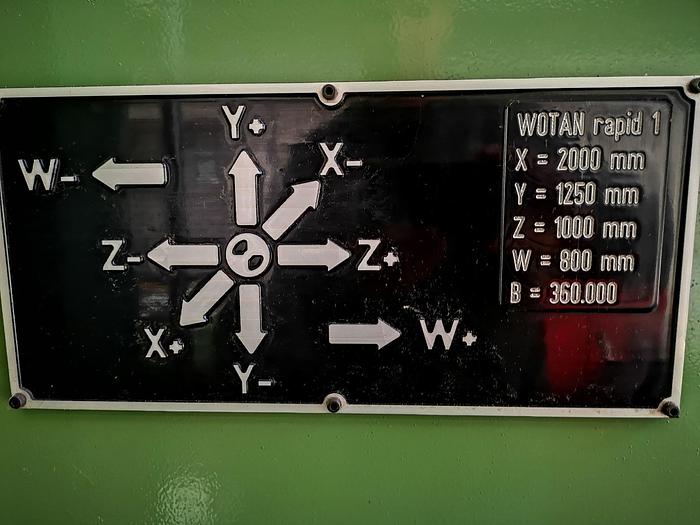 Y+
X-
W-
Z-
Z+
X+
W+
Y-
WOTAN rapid 1
X = 2000 mm
Y = 1250 mm
Z = 1000 mm
W = 800 mm
B = 360.000